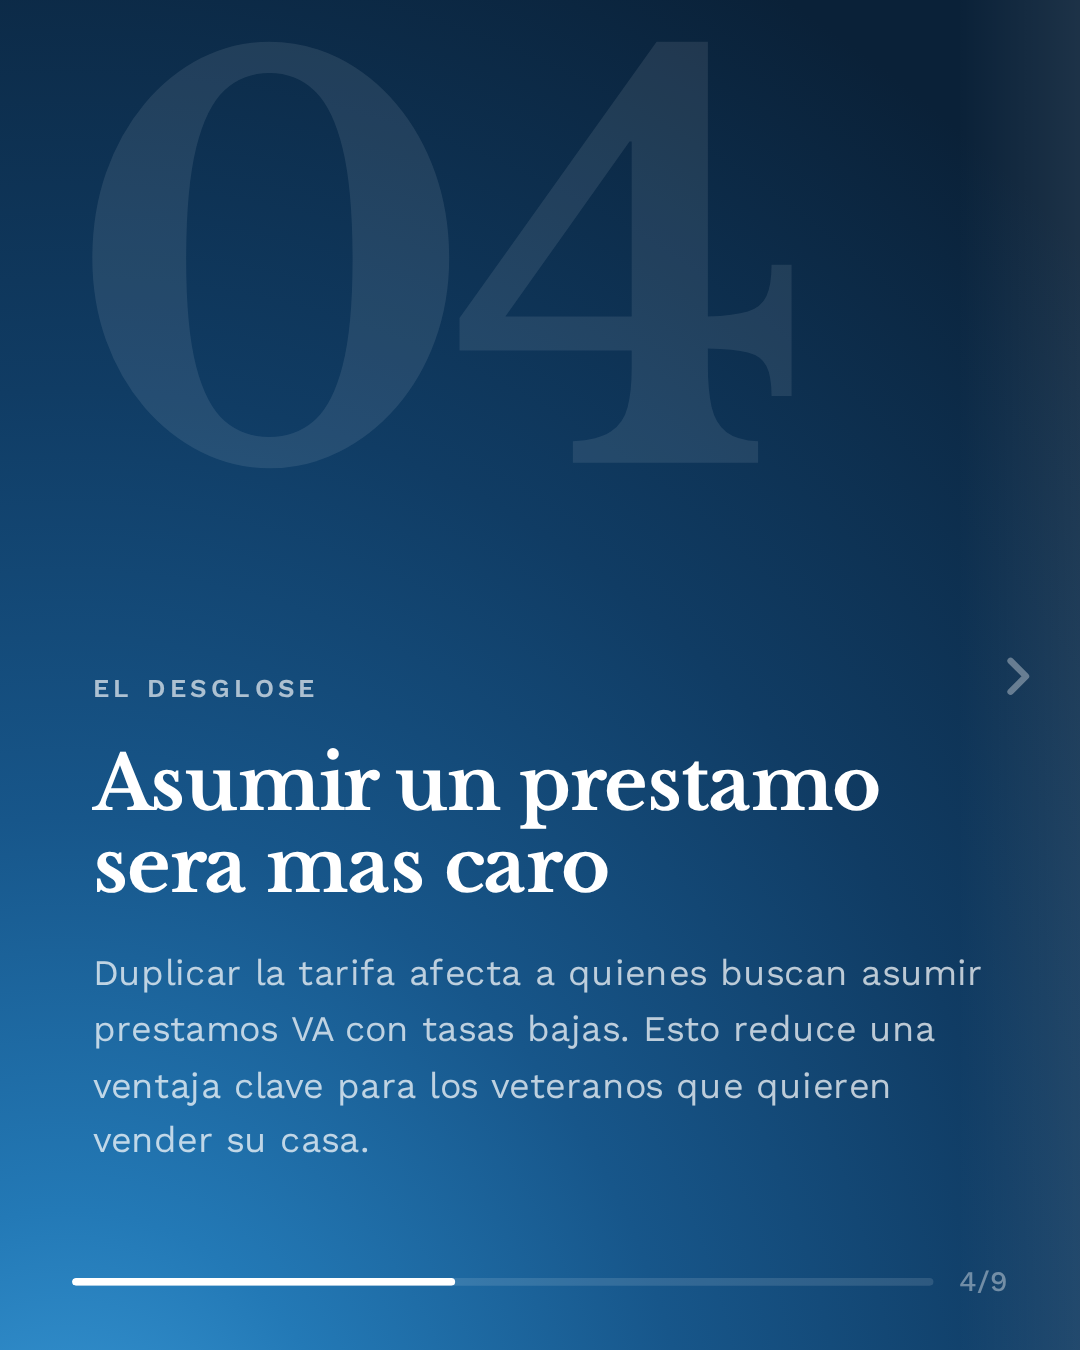 04
EL DESGLOSE
Asumir un prestamo
sera mas caro
Duplicar la tarifa afecta a quienes buscan asumir
prestamos VA con tasas bajas. Esto reduce una
ventaja clave para los veteranos que quieren
vender su casa.
4/9